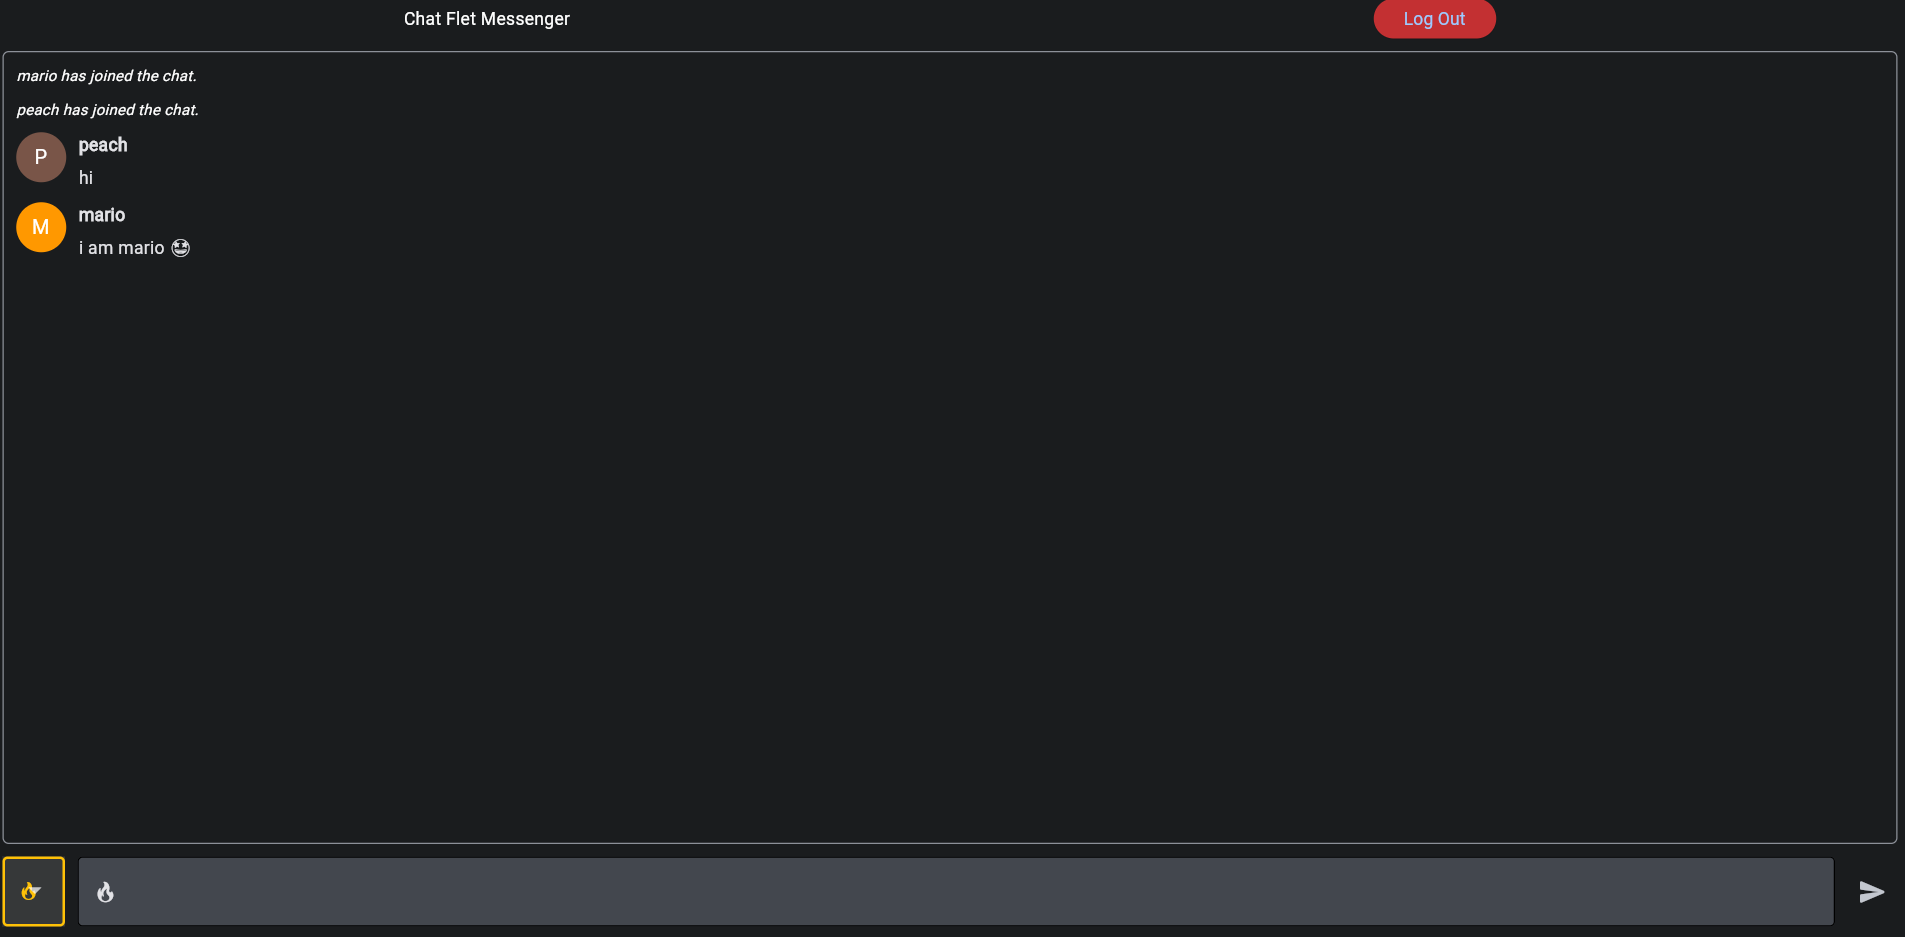 Chat Flet Messenger
Log Out
mario has joined the chat.
peach has joined the chat.
P
peach
hi
M
mario
i am mario 🤩
🔥
🔥